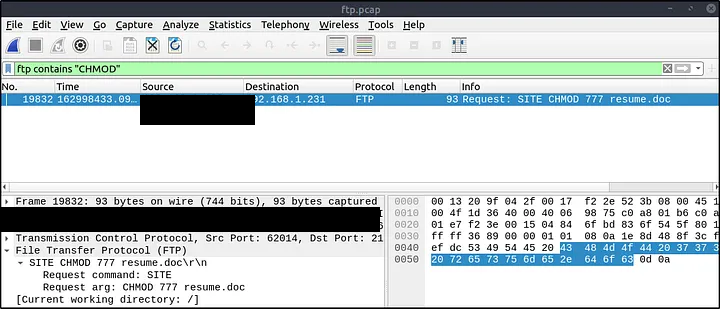 ftp.pcap
File Edit View Go Capture Analyze Statistics Telephony Wireless Tools Help
ftp contains "CHMOD"
No. Time Source Destination Protocol Length Info
19832 162998433.09… 92.168.1.231 FTP 93 Request: SITE CHMOD 777 resume.doc
Frame 19832: 93 bytes on wire (744 bits), 93 bytes captured
Transmission Control Protocol, Src Port: 62014, Dst Port: 21
File Transfer Protocol (FTP)
SITE CHMOD 777 resume.doc\r\n
Request command: SITE
Request arg: CHMOD 777 resume.doc
[Current working directory: /]
0000 00 13 20 9f 04 2f 00 17 f2 2e 52 3b 08 00 45 1
0010 00 4f 1d 36 40 00 40 06 98 75 c0 a8 01 b6 c0 a
0020 01 e7 f2 3e 00 15 04 84 6f bd 83 6f 54 5f 80 1
0030 ff ff 36 89 00 00 01 01 08 0a 1e 8d 48 8f 3c f
0040 ef dc 53 49 54 45 20 43 48 4d 4f 44 20 37 37 3
0050 20 72 65 73 75 6d 65 2e 64 6f 63 0d 0a